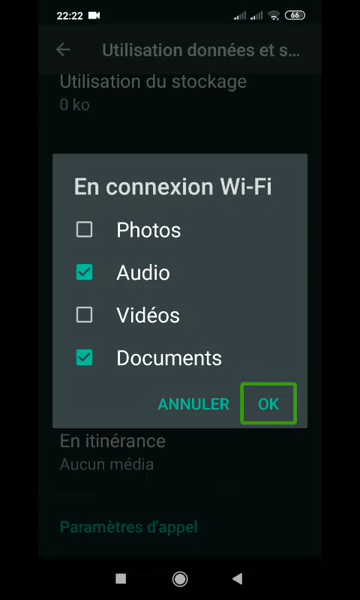 22:22
66
Utilisation données et s...
Utilisation du stockage
0 ko
En connexion Wi-Fi
Photos
Audio
Vidéos
Documents
ANNULER OK
En itinérance
Aucun média
Paramètres d'appel